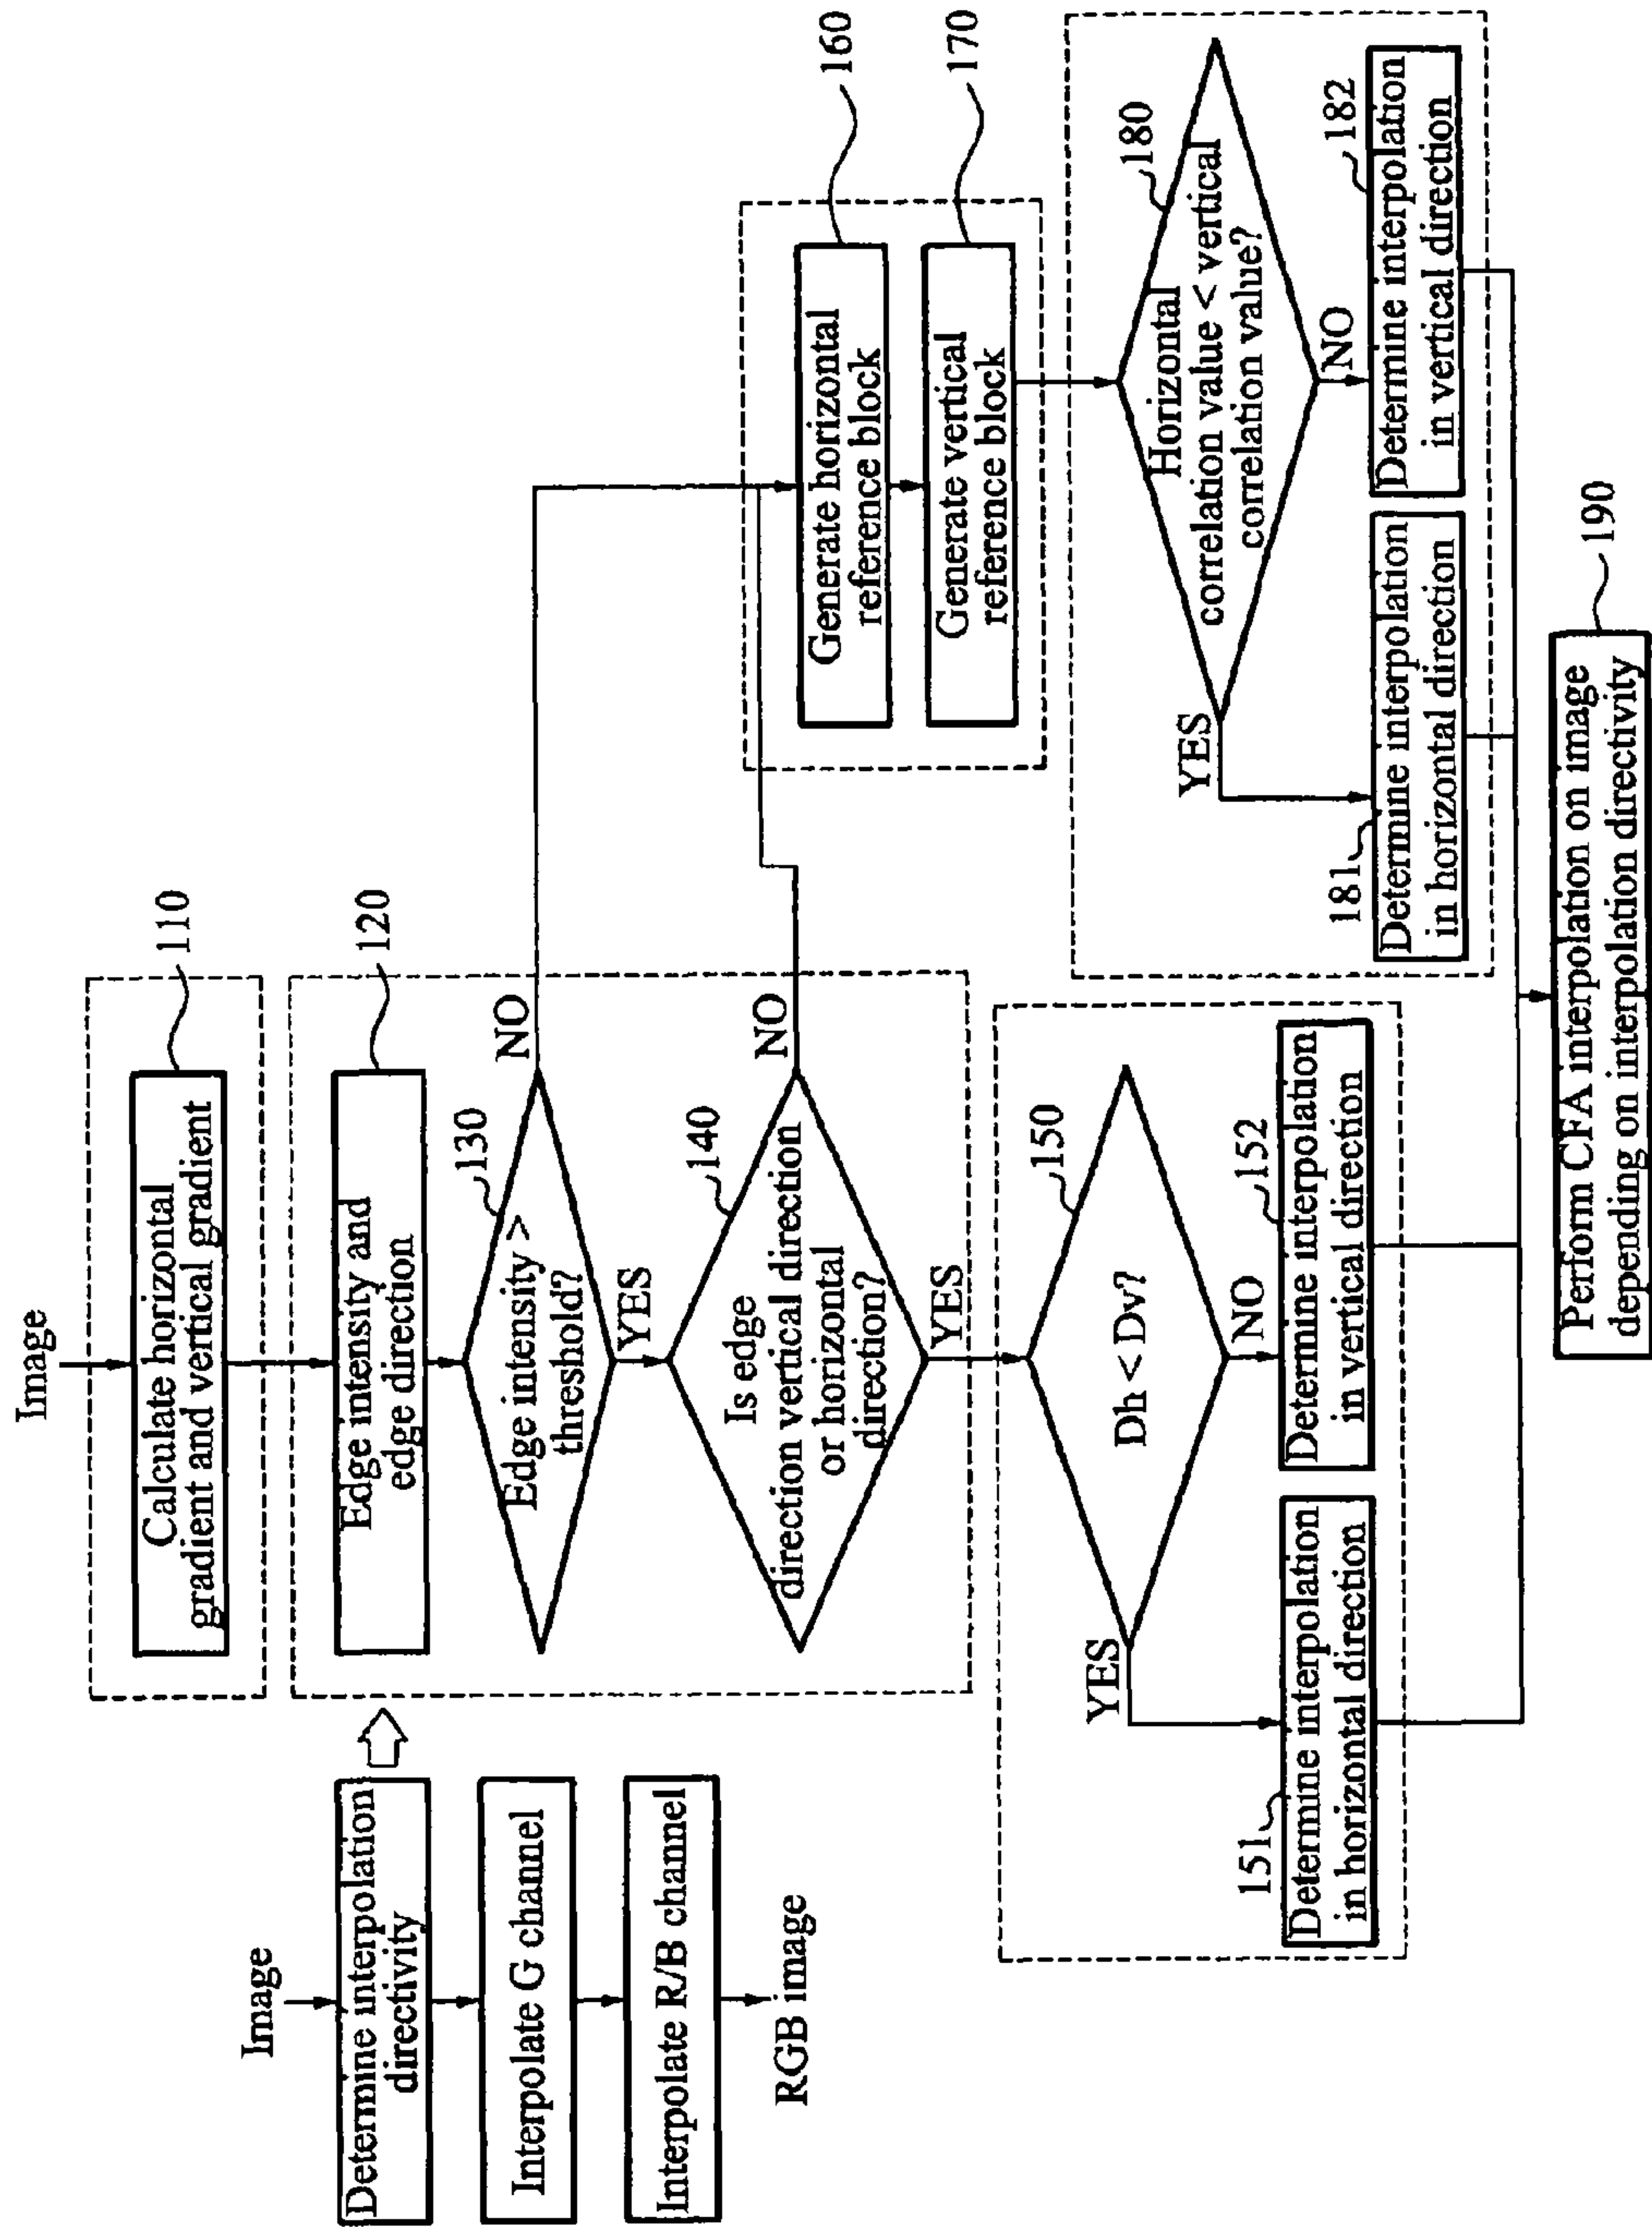 Image
Determine interpolation
directivity
Interpolate G channel
Interpolate R/B channel
RGB image
Image
Calculate horizontal
gradient and vertical gradient
110
Edge intensity and
edge direction
120
Edge intensity >
threshold?
130
NO
YES
Is edge
direction vertical direction
or horizontal
direction?
140
NO
YES
Dh < Dv?
150
YES
NO
151
Determine interpolation
in horizontal direction
152
Determine interpolation
in vertical direction
Generate horizontal
reference block
160
Generate vertical
reference block
170
Horizontal
correlation value < vertical
correlation value?
180
YES
NO
181
Determine interpolation
in horizontal direction
182
Determine interpolation
in vertical direction
Perform CFA interpolation on image
depending on interpolation directivity
190